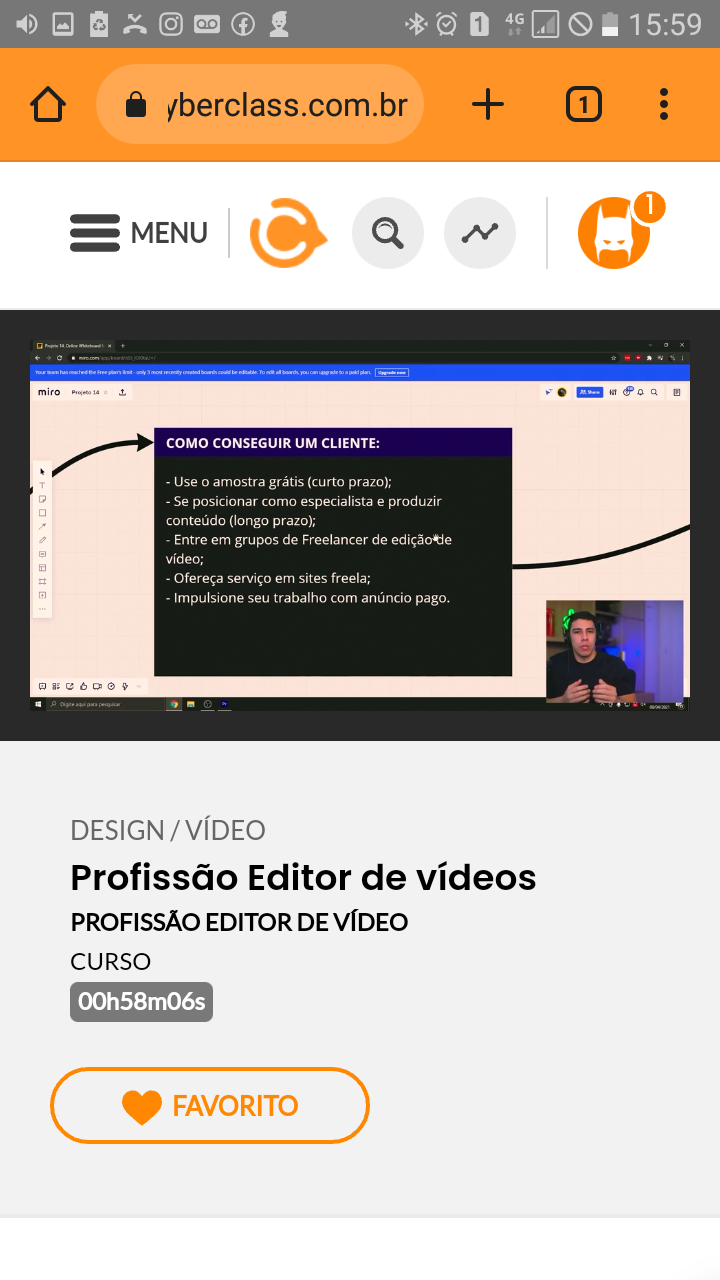 1
4G
15:59
yberclass.com.br
1
MENU
1
Projeto 14, Online Whiteboard
Your team has reached the Free plan's limit - only 3 most recently created boards could be editable. To edit all boards, you can upgrade to a paid plan.
Upgrade now
miro
Projeto 14
Share
COMO CONSEGUIR UM CLIENTE:
- Use o amostra grátis (curto prazo);
- Se posicionar como especialista e produzir
conteúdo (longo prazo);
- Entre em grupos de Freelancer de edição de
vídeo;
- Ofereça serviço em sites freela;
- Impulsione seu trabalho com anúncio pago.
Digite aqui para pesquisar
Pr
DESIGN / VÍDEO
Profissão Editor de vídeos
PROFISSÃO EDITOR DE VÍDEO
CURSO
00h58m06s
FAVORITO